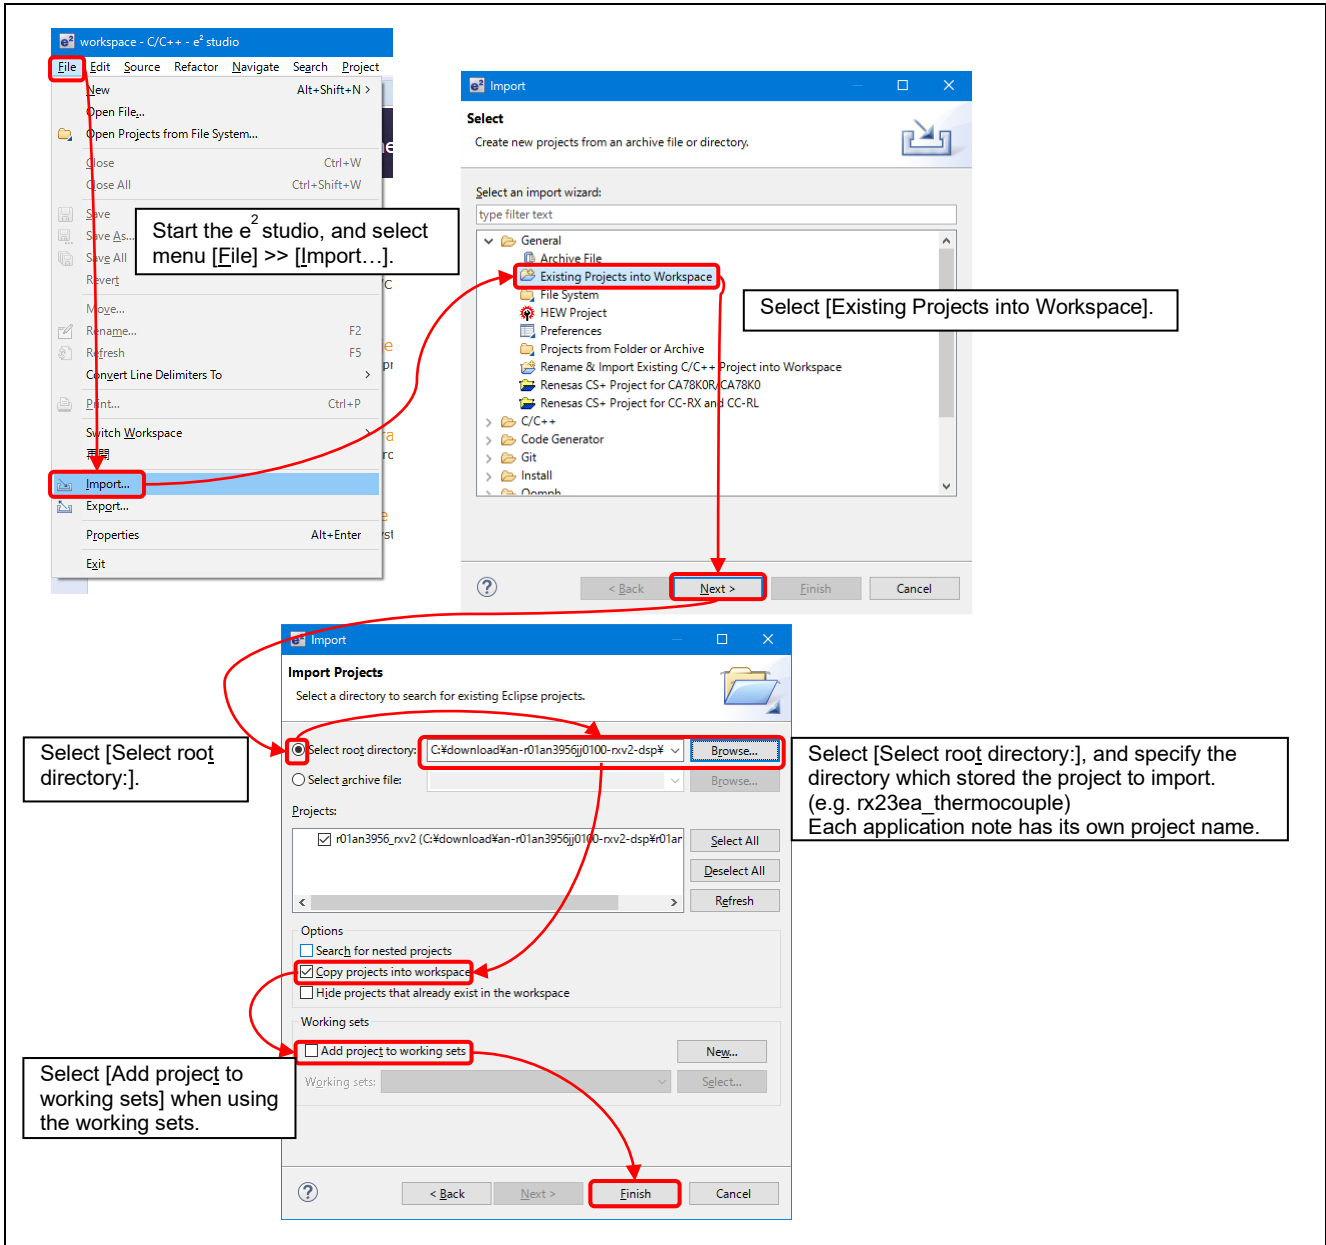 workspace - C/C++ - e² studio
File Edit Source Refactor Navigate Search Project
New Alt+Shift+N >
Open File...
Open Projects from File System...
Close Ctrl+W
Close All Ctrl+Shift+W
Save
Save As...
Save All
Revert
Move...
Rename... F2
Refresh F5
Convert Line Delimiters To >
Print... Ctrl+P
Switch Workspace >
再開
Import...
Export...
Properties Alt+Enter
Exit
Start the e² studio, and select
menu [File] >> [Import…].
e² Import
Select
Create new projects from an archive file or directory.
Select an import wizard:
type filter text
General
Archive File
Existing Projects into Workspace
File System
HEW Project
Preferences
Projects from Folder or Archive
Rename & Import Existing C/C++ Project into Workspace
Renesas CS+ Project for CA78K0R/CA78K0
Renesas CS+ Project for CC-RX and CC-RL
> C/C++
> Code Generator
> Git
> Install
> Oomph
? < Back Next > Finish Cancel
Select [Existing Projects into Workspace].
e² Import
Import Projects
Select a directory to search for existing Eclipse projects.
Select root directory: C:¥download¥an-r01an3956jj0100-rxv2-dsp¥ Browse...
Select archive file: Browse...
Projects:
r01an3956_rxv2 (C:¥download¥an-r01an3956jj0100-rxv2-dsp¥r01ar
Select All
Deselect All
Refresh
Options
Search for nested projects
Copy projects into workspace
Hide projects that already exist in the workspace
Working sets
Add project to working sets New...
Working sets: Select...
? < Back Next > Finish Cancel
Select [Select root
directory:].
Select [Select root directory:], and specify the
directory which stored the project to import.
(e.g. rx23ea_thermocouple)
Each application note has its own project name.
Select [Add project to
working sets] when using
the working sets.